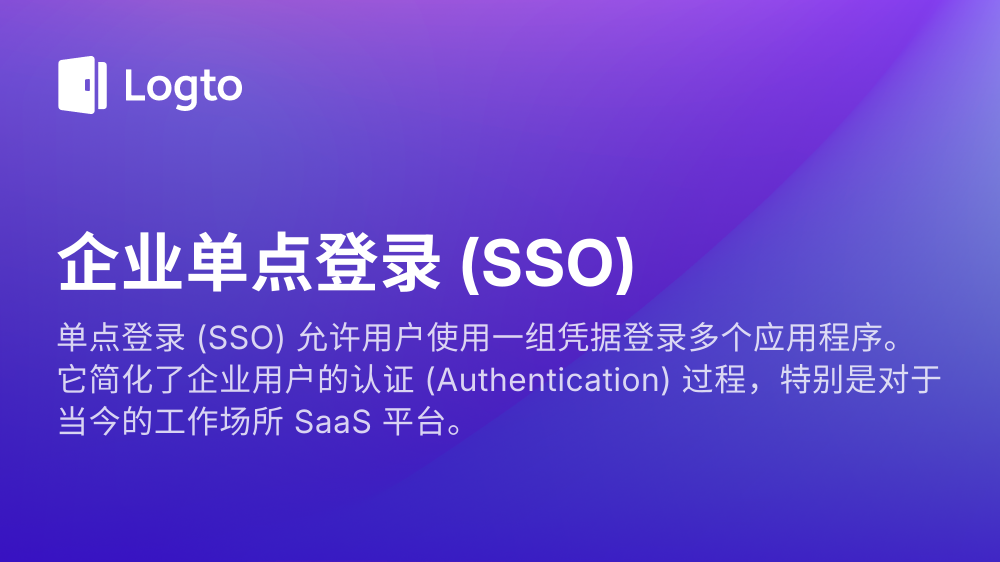 Logto
企业单点登录 (SSO)
单点登录 (SSO) 允许用户使用一组凭据登录多个应用程序。
它简化了企业用户的认证 (Authentication) 过程，特别是对于
当今的工作场所 SaaS 平台。